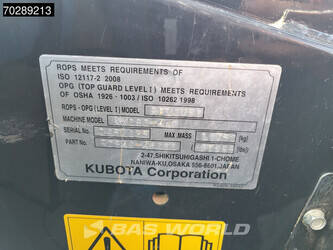 70289213
ROPS MEETS REQUIREMENTS OF
ISO 12117-2 2008
OPG (TOP GUARD LEVEL I) MEETS REQUIREMENTS
OF OSHA 1926 - 1003 / ISO 10262 1998
ROPS - OPG (LEVEL I) MODEL
MACHINE
SERIAL NO. MAX MASS (kg)
PART NO. (lbs)
2-47, SHIKITSUHIGASHI 1-CHOME
NANIWA-KU, OSAKA 556-8601, JAPAN
KUBOTA Corporation
BAS WORLD